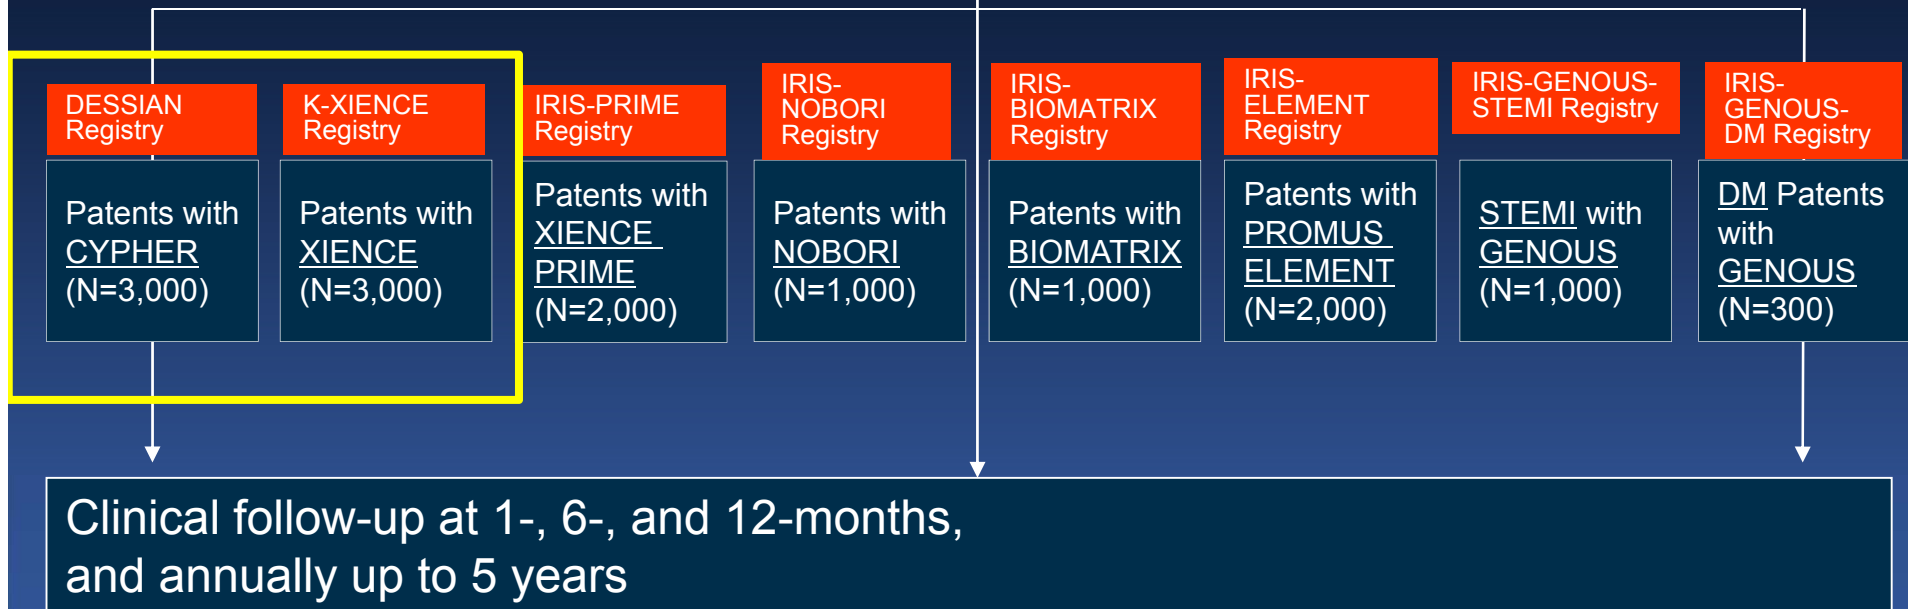 DESSIAN
Registry
Patents with
CYPHER
(N=3,000)
K-XIENCE
Registry
Patents with
XIENCE
(N=3,000)
IRIS-PRIME
Registry
Patents with
XIENCE
PRIME
(N=2,000)
IRIS-
NOBORI
Registry
Patents with
NOBORI
(N=1,000)
IRIS-
BIOMATRIX
Registry
Patents with
BIOMATRIX
(N=1,000)
IRIS-
ELEMENT
Registry
Patents with
PROMUS
ELEMENT
(N=2,000)
IRIS-GENOUS-
STEMI Registry
STEMI with
GENOUS
(N=1,000)
IRIS-
GENOUS-
DM Registry
DM Patents
with
GENOUS
(N=300)
Clinical follow-up at 1-, 6-, and 12-months,
and annually up to 5 years